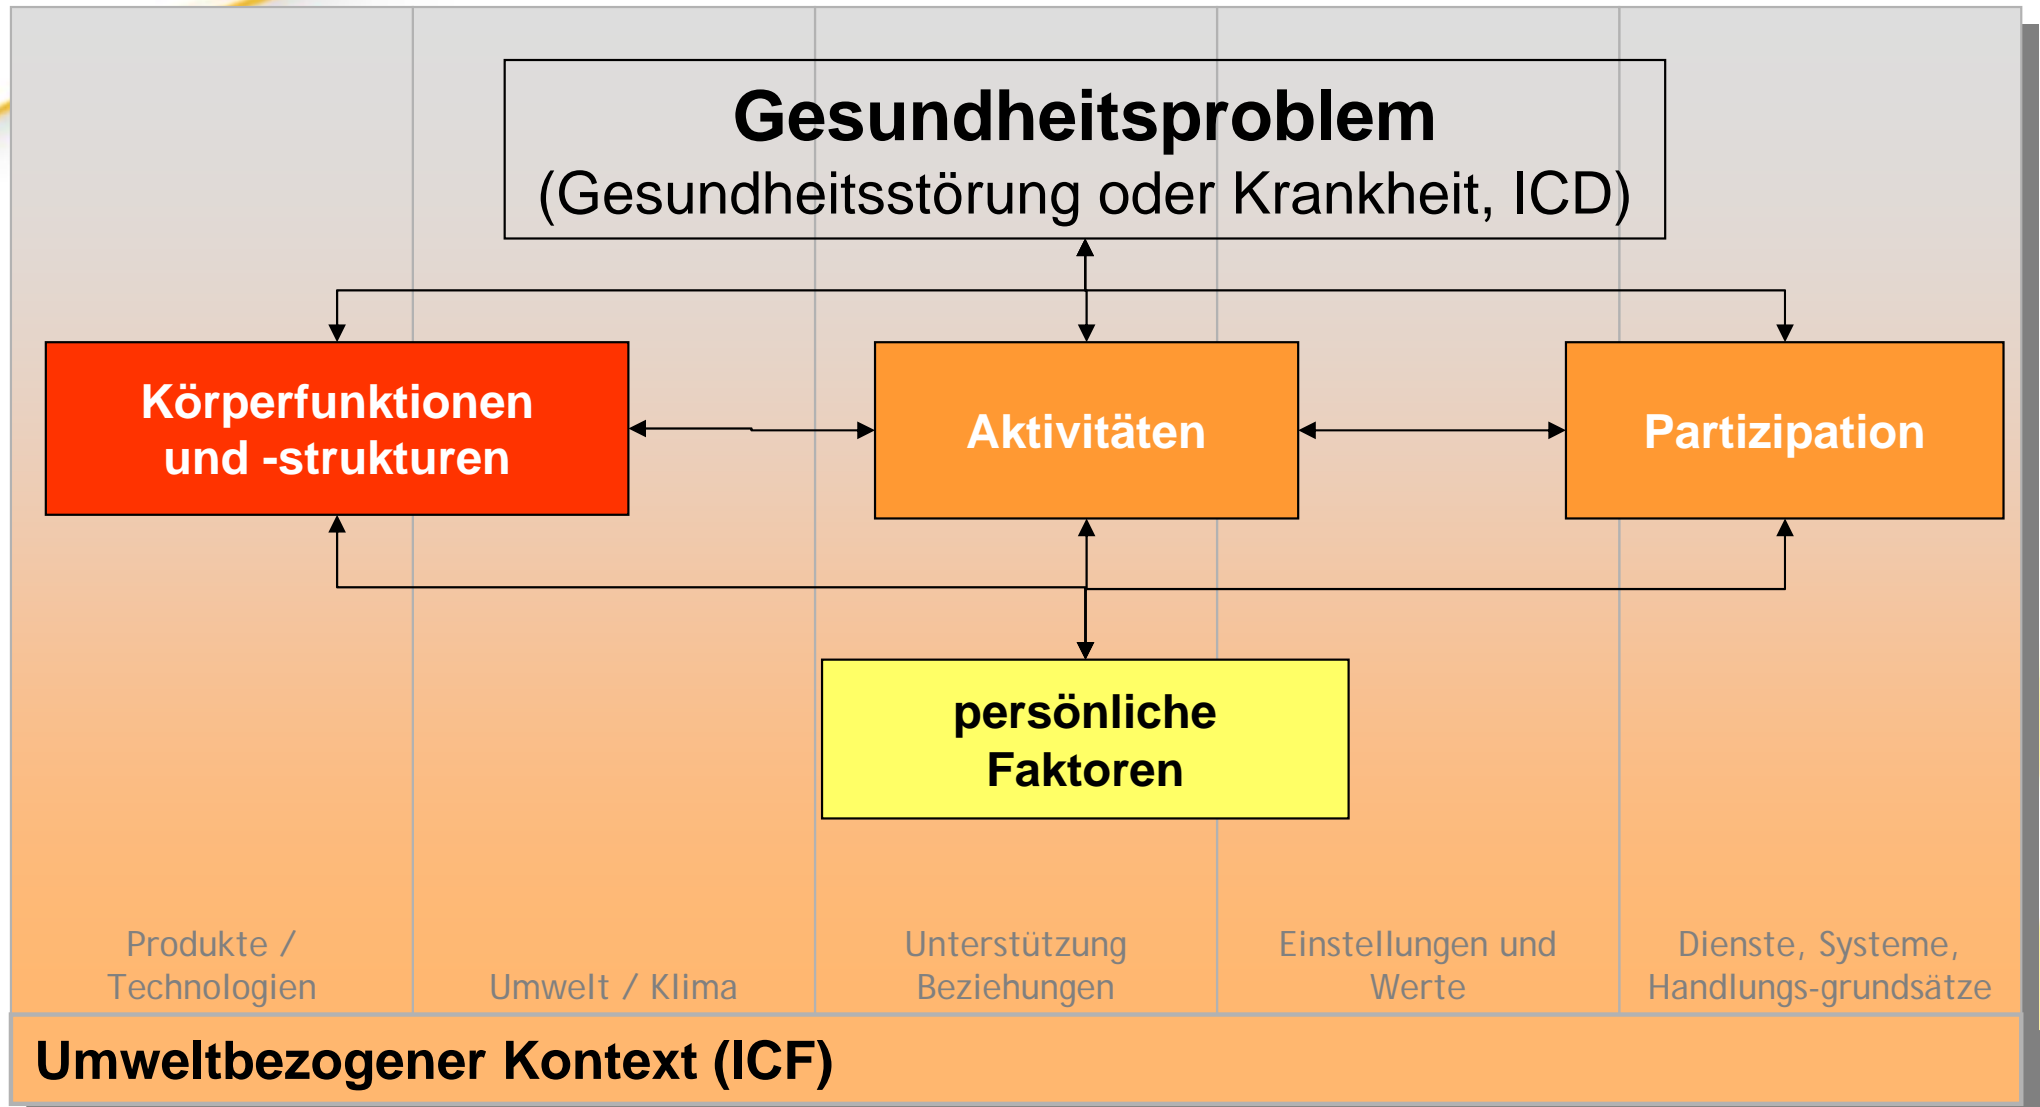 Gesundheitsproblem
(Gesundheitsstörung oder Krankheit, ICD)
Körperfunktionen
und -strukturen
Aktivitäten
Partizipation
persönliche
Faktoren
Produkte /
Technologien
Umwelt / Klima
Unterstützung
Beziehungen
Einstellungen und
Werte
Dienste, Systeme,
Handlungs-grundsätze
Umweltbezogener Kontext (ICF)